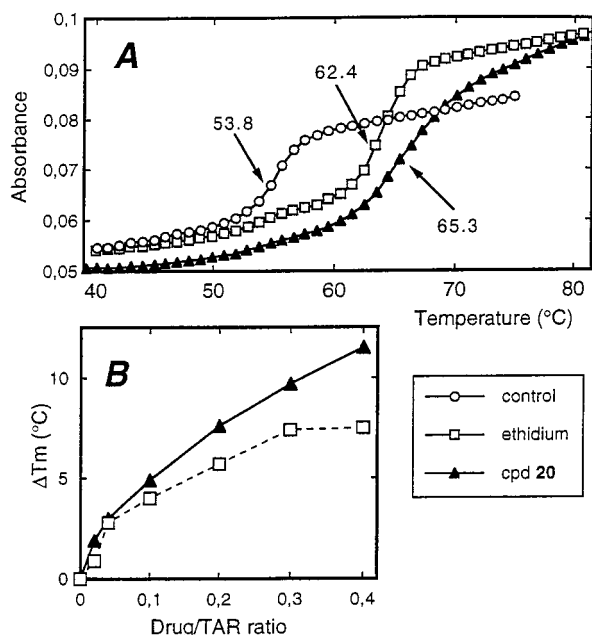 A
0,1
0,09
0,08
0,07
0,06
0,05
Absorbance
53.8
62.4
65.3
40 50 60 70 80
Temperature (°C)
B
10
5
0
ΔTm (°C)
0 0,1 0,2 0,3 0,4
Drug/TAR ratio
control
ethidium
cpd 20